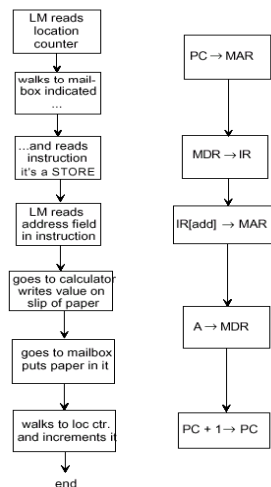 LM reads
location
counter
walks to mail-
box indicated
...
...and reads
instruction
it's a STORE
LM reads
address field
in instruction
goes to calculator
writes value on
slip of paper
goes to mailbox
puts paper in it
walks to loc ctr.
and increments it
end
PC → MAR
MDR → IR
IR[add] → MAR
A → MDR
PC + 1 → PC